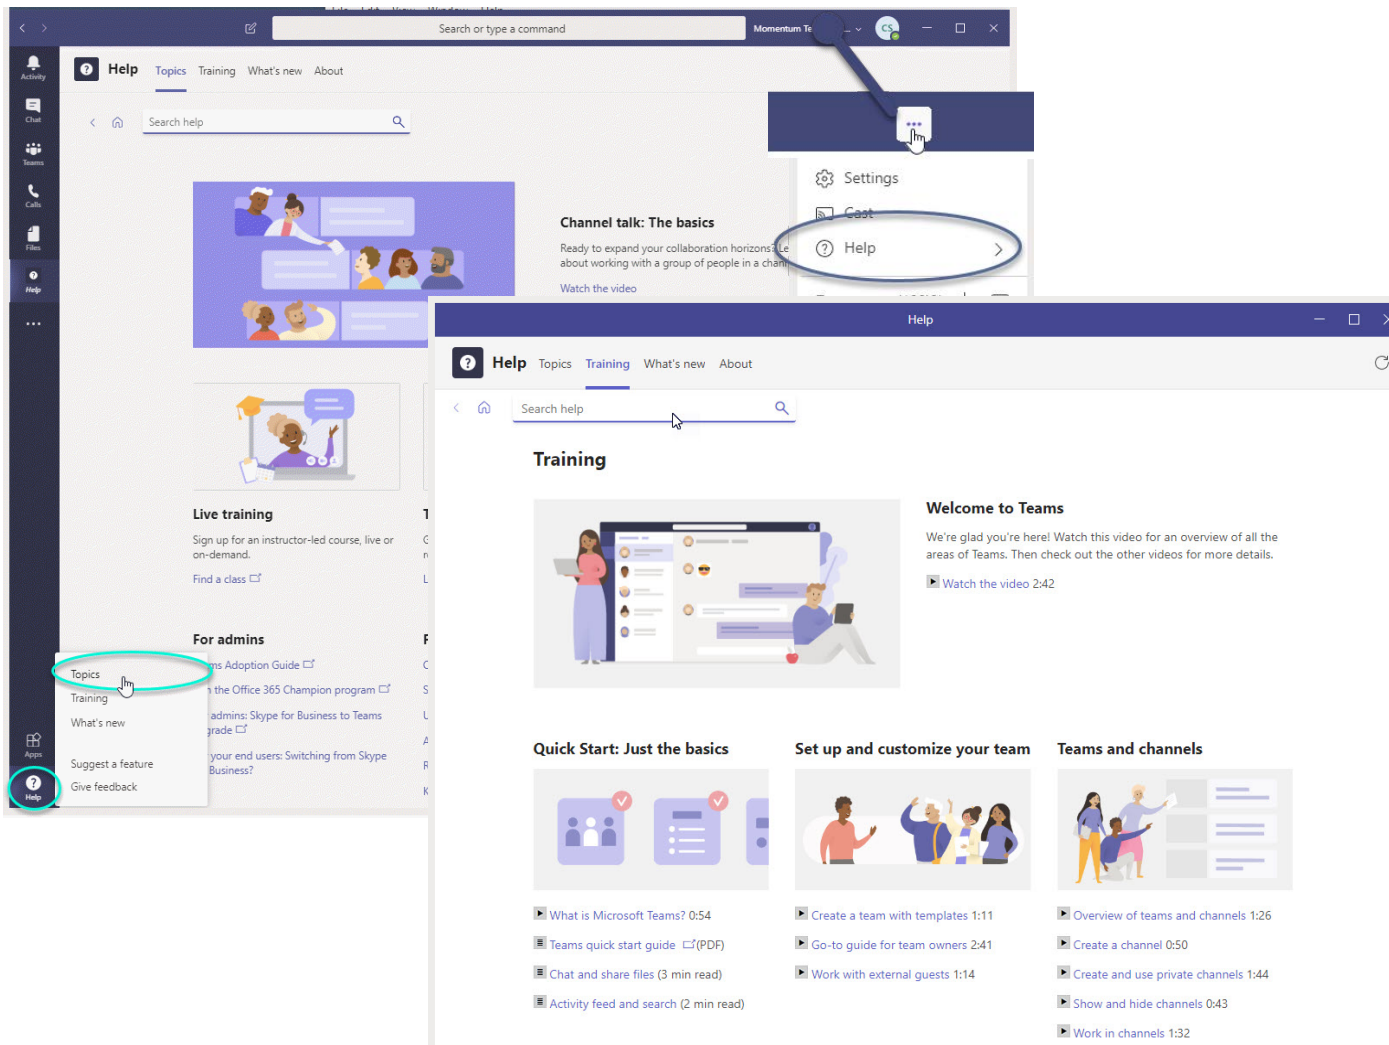 File Edit View Window Help
Search or type a command
Momentum Te
CS
Activity
Chat
Teams
Calls
Files
Help
Help Topics Training What's new About
Search help
Channel talk: The basics
Ready to expand your collaboration horizons? Le
about working with a group of people in a chan
Watch the video
Settings
Cast
Help
Live training
Sign up for an instructor-led course, live or
on-demand.
Find a class
For admins
ms Adoption Guide
the Office 365 Champion program
admins: Skype for Business to Teams
grade
your end users: Switching from Skype
Business?
Topics
Training
What's new
Suggest a feature
Give feedback
Apps
Help
Help
Help Topics Training What's new About
Search help
Training
Welcome to Teams
We're glad you're here! Watch this video for an overview of all the
areas of Teams. Then check out the other videos for more details.
Watch the video 2:42
Quick Start: Just the basics
What is Microsoft Teams? 0:54
Teams quick start guide (PDF)
Chat and share files (3 min read)
Activity feed and search (2 min read)
Set up and customize your team
Create a team with templates 1:11
Go-to guide for team owners 2:41
Work with external guests 1:14
Teams and channels
Overview of teams and channels 1:26
Create a channel 0:50
Create and use private channels 1:44
Show and hide channels 0:43
Work in channels 1:32